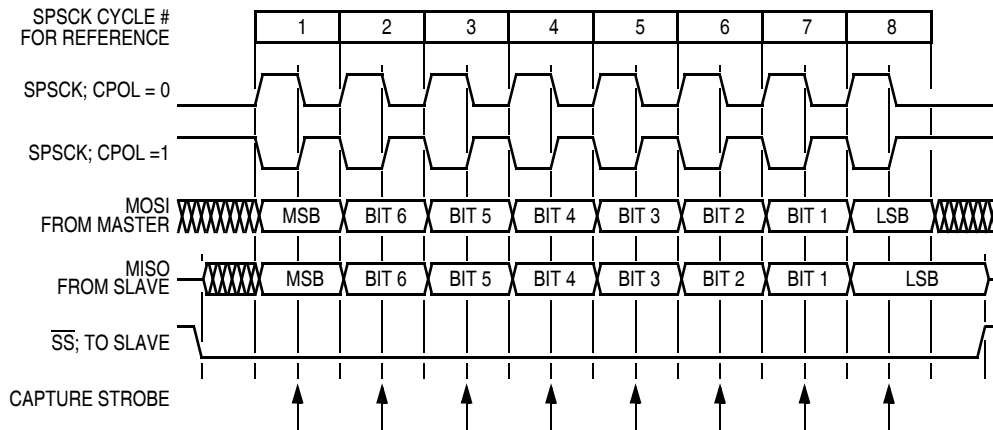 SPSCK CYCLE #
FOR REFERENCE
1 2 3 4 5 6 7 8
SPSCK; CPOL = 0
SPSCK; CPOL =1
MOSI
FROM MASTER
MSB BIT 6 BIT 5 BIT 4 BIT 3 BIT 2 BIT 1 LSB
MISO
FROM SLAVE
MSB BIT 6 BIT 5 BIT 4 BIT 3 BIT 2 BIT 1 LSB
SS; TO SLAVE
CAPTURE STROBE